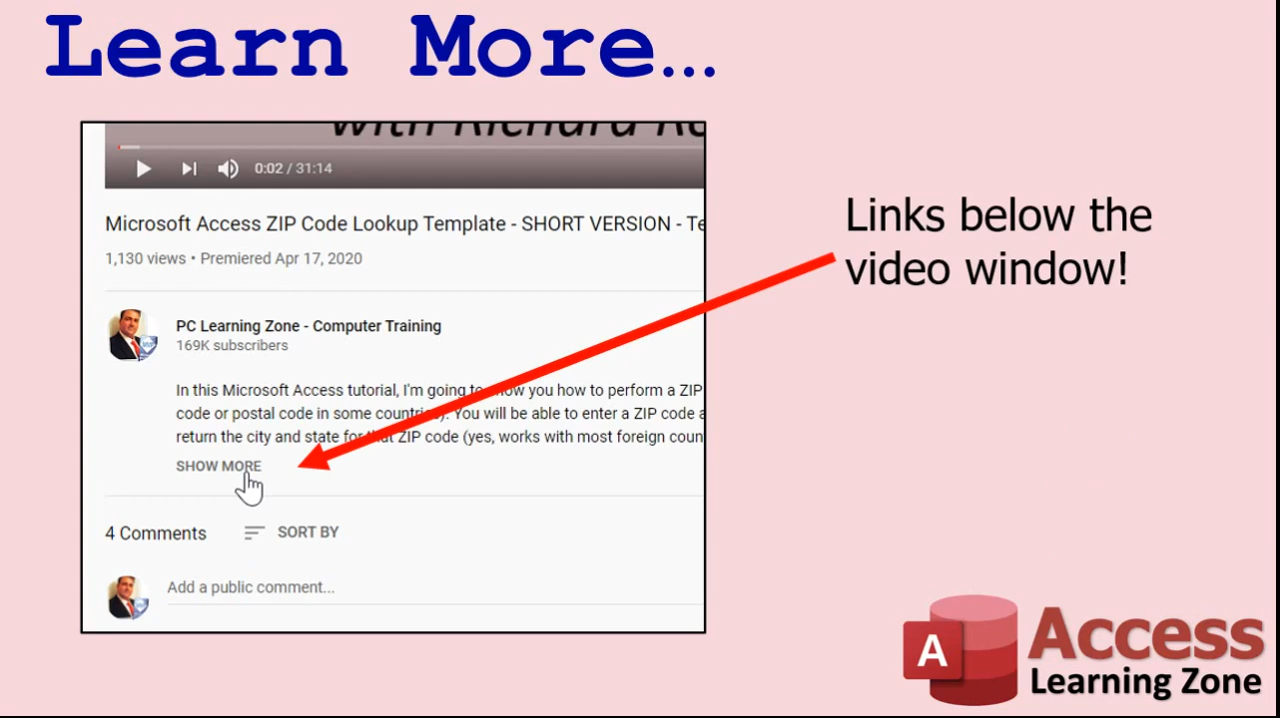 Learn More...
with Richard
0:02 / 31:14
Microsoft Access ZIP Code Lookup Template - SHORT VERSION -
1,130 views • Premiered Apr 17, 2020
PC Learning Zone - Computer Training
169K subscribers
In this Microsoft Access tutorial, I'm going to show you how to perform a ZIP
code or postal code in some countries). You will be able to enter a ZIP code a
return the city and state for that ZIP code (yes, works with most foreign coun
SHOW MORE
4 Comments
SORT BY
Add a public comment...
Links below the
video window!
A
Access
Learning Zone